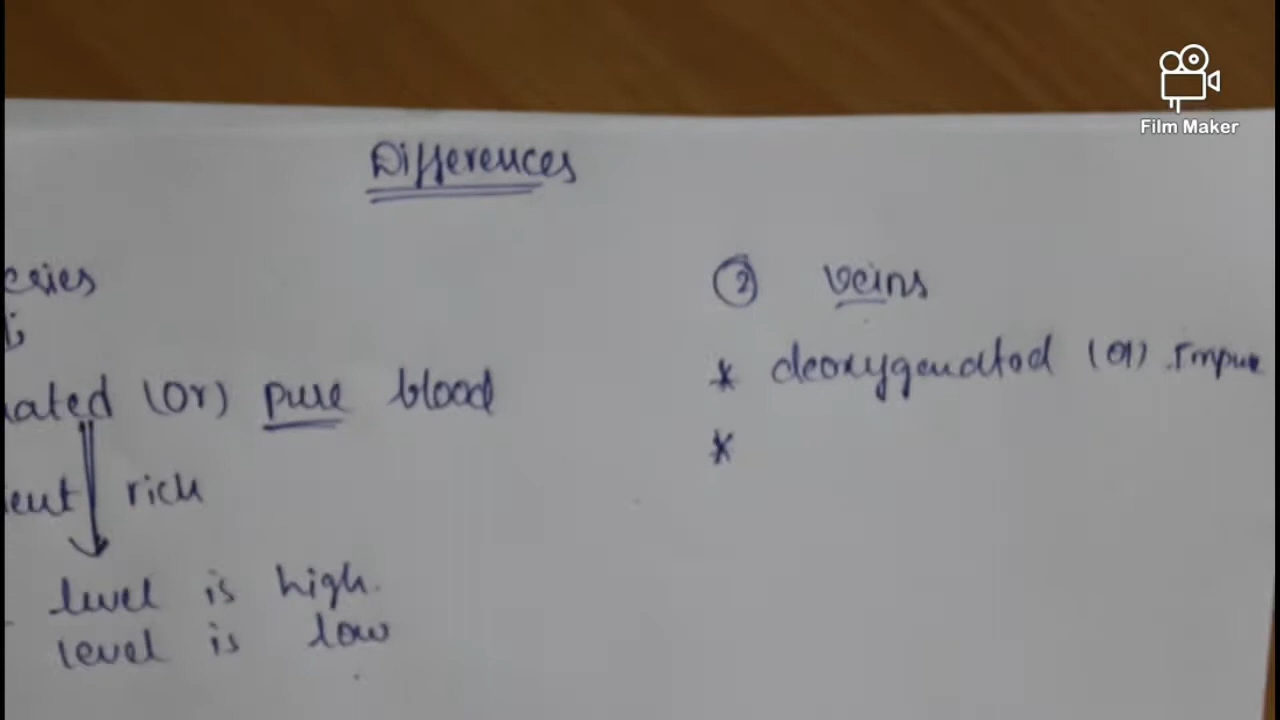 Film Maker
Differences
eries
② veins
nated (Or) pure blood
* deoxygenated (or) Impure
*
ent rich
level is high.
level is low